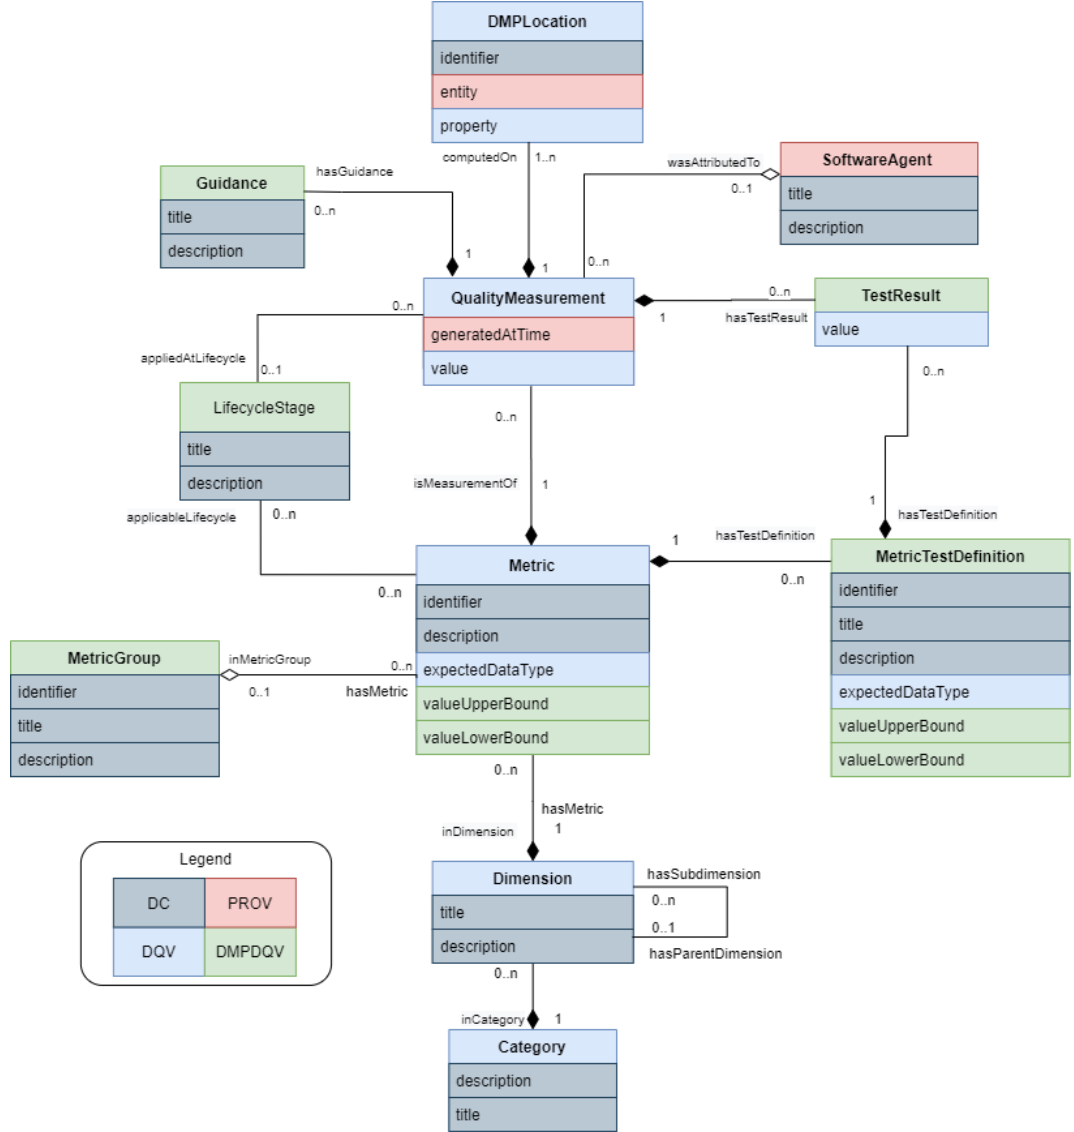 DMPLocation
identifier
entity
property
computedOn
1..n
wasAttributedTo
0..1
SoftwareAgent
title
description
hasGuidance
0..n
Guidance
title
description
1
1
0..n
QualityMeasurement
generatedAtTime
value
1
0..n
hasTestResult
TestResult
value
0..n
0..n
appliedAtLifecycle
0..1
LifecycleStage
title
description
applicableLifecycle
0..n
0..n
isMeasurementOf
1
1
hasTestDefinition
1
hasTestDefinition
0..n
MetricTestDefinition
identifier
title
description
expectedDataType
valueUpperBound
valueLowerBound
0..n
Metric
identifier
description
expectedDataType
valueUpperBound
valueLowerBound
MetricGroup
identifier
title
description
inMetricGroup
0..1
0..n
hasMetric
0..n
hasMetric
inDimension
1
Legend
DC
PROV
DQV
DMPDQV
Dimension
title
description
hasSubdimension
0..n
0..1
hasParentDimension
0..n
inCategory
1
Category
description
title